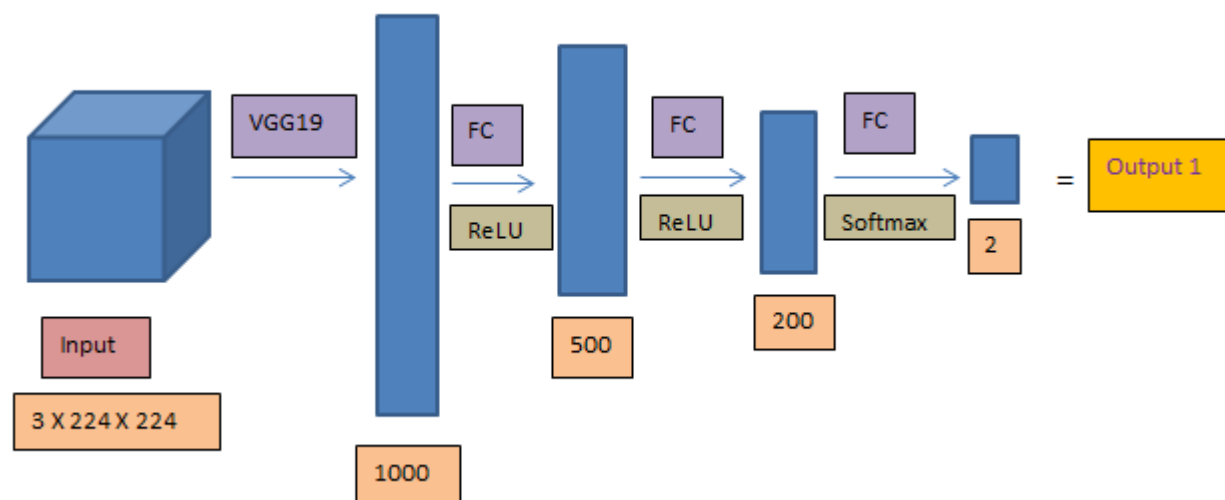 VGG19
FC
FC
FC
ReLU
ReLU
Softmax
=
Output 1
Input
3 X 224 X 224
1000
500
200
2